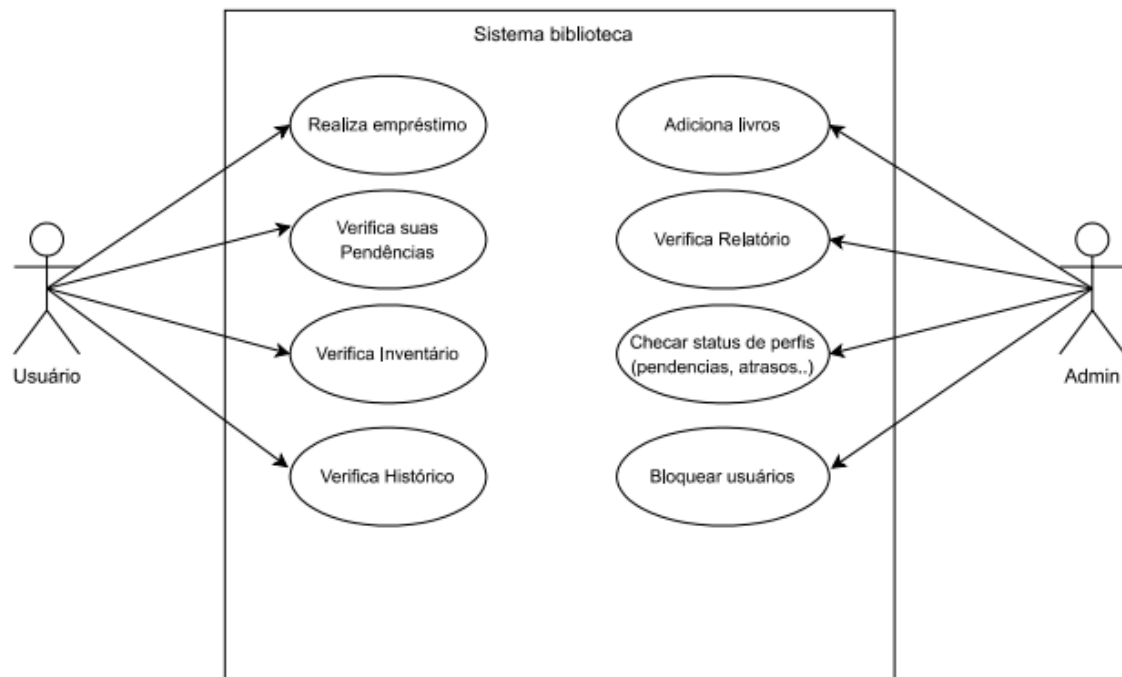 Sistema biblioteca
Realiza empréstimo
Adiciona livros
Verifica suas
Pendências
Verifica Relatório
Verifica Inventário
Checar status de perfis
(pendencias, atrasos..)
Usuário
Admin
Verifica Histórico
Bloquear usuários